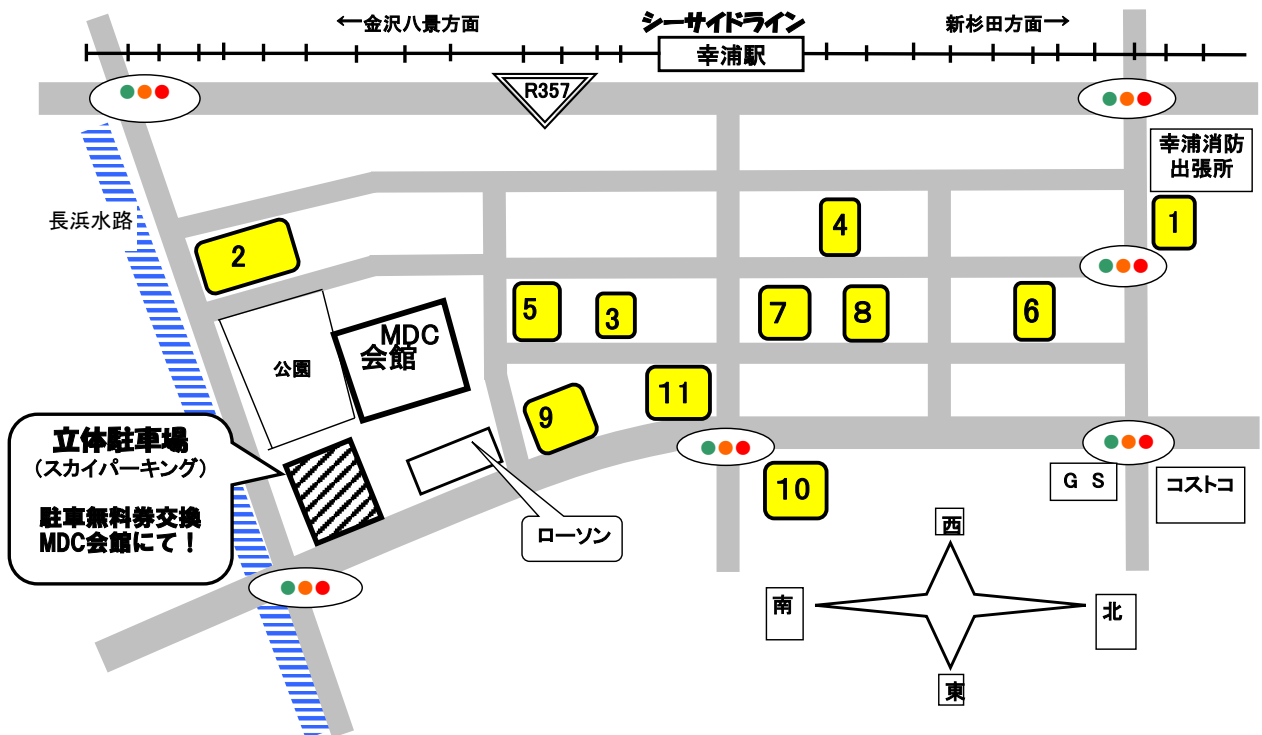 ←金沢八景方面
シーサイドライン
新杉田方面→
幸浦駅
R357
幸浦消防
出張所
長浜水路
1
2
4
5
3
7
8
6
MDC
会館
公園
11
9
立体駐車場
(スカイパーキング)
駐車無料券交換
MDC会館にて!
10
GS
コストコ
ローソン
西
南
北
東